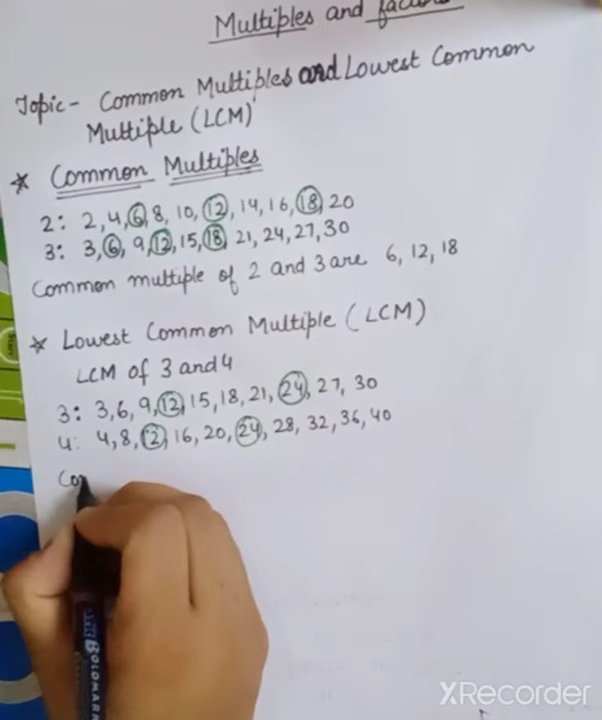 Multiples and factors
Topic- Common Multiples and Lowest Common
Multiple (LCM)
* Common Multiples
2: 2, 4, 6, 8, 10, 12, 14, 16, 18, 20
3: 3, 6, 9, 12, 15, 18, 21, 24, 27, 30
Common multiple of 2 and 3 are 6, 12, 18
* Lowest Common Multiple (LCM)
LCM of 3 and 4
3: 3, 6, 9, 12, 15, 18, 21, 24, 27, 30
4: 4, 8, 12, 16, 20, 24, 28, 32, 36, 40
Co
BOLDMARK
XRecorder